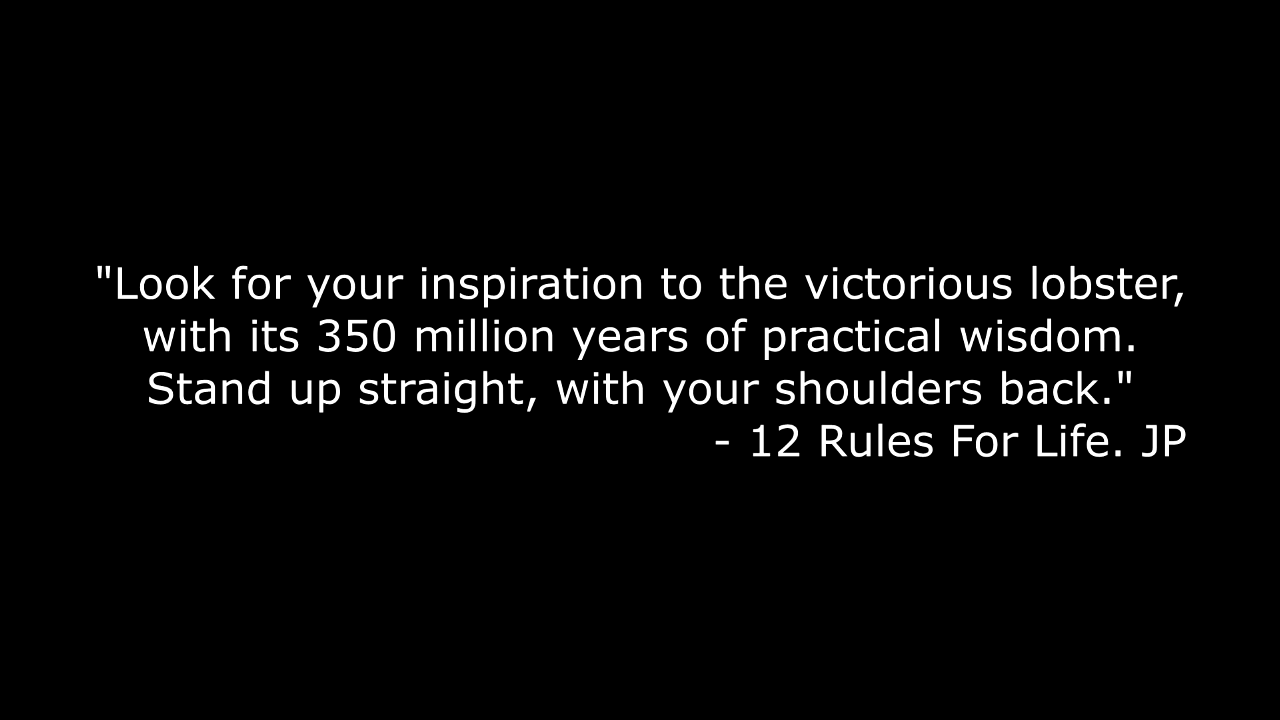 "Look for your inspiration to the victorious lobster,
with its 350 million years of practical wisdom.
Stand up straight, with your shoulders back."
- 12 Rules For Life. JP